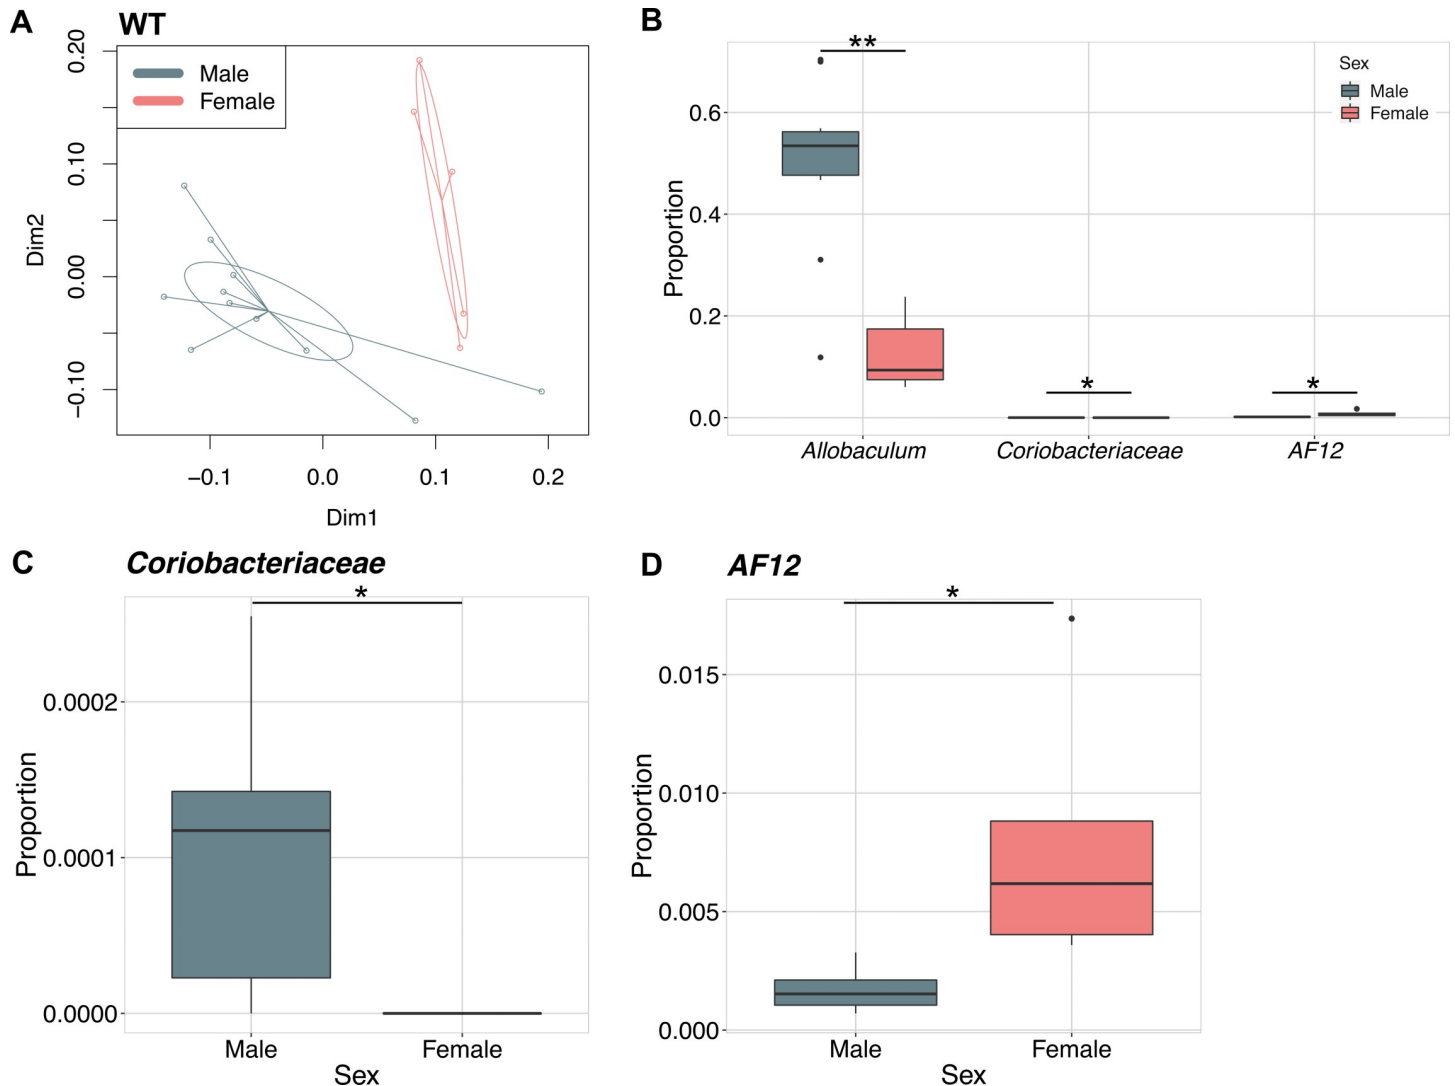 A
WT
Male
Female
0.20
0.10
0.00
−0.10
Dim2
−0.1
0.0
0.1
0.2
Dim1
B
**
Sex
Male
Female
0.6
0.4
0.2
0.0
Proportion
*
*
Allobaculum
Coriobacteriaceae
AF12
C
Coriobacteriaceae
*
0.0002
0.0001
0.0000
Proportion
Male
Female
Sex
D
AF12
*
0.015
0.010
0.005
0.000
Proportion
Male
Female
Sex